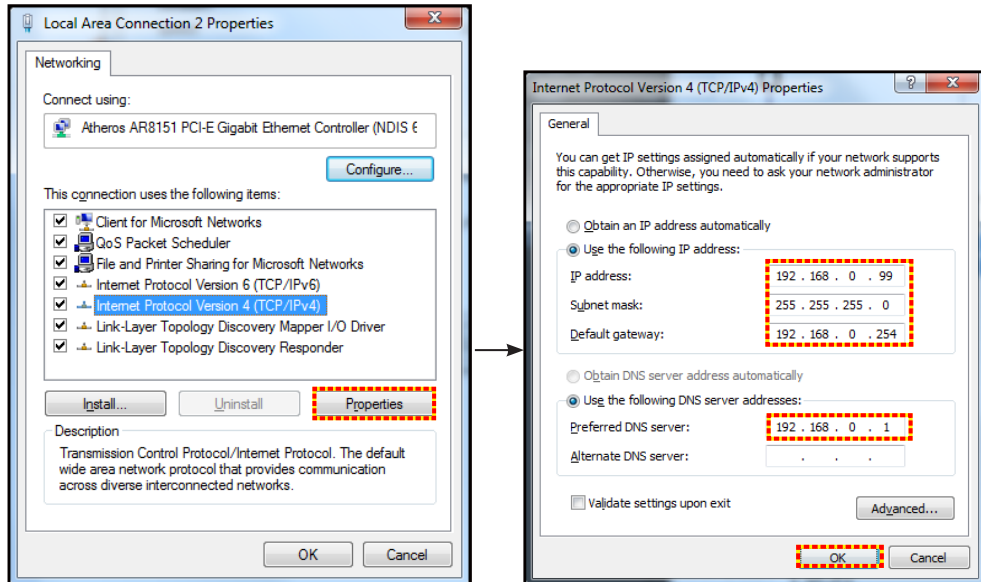 Local Area Connection 2 Properties
Networking
Connect using:
Atheros AR8151 PCI-E Gigabit Ethernet Controller (NDIS 6
Configure...
This connection uses the following items:
Client for Microsoft Networks
QoS Packet Scheduler
File and Printer Sharing for Microsoft Networks
Internet Protocol Version 6 (TCP/IPv6)
Internet Protocol Version 4 (TCP/IPv4)
Link-Layer Topology Discovery Mapper I/O Driver
Link-Layer Topology Discovery Responder
Install... Uninstall Properties
Description
Transmission Control Protocol/Internet Protocol. The default
wide area network protocol that provides communication
across diverse interconnected networks.
OK Cancel
Internet Protocol Version 4 (TCP/IPv4) Properties
General
You can get IP settings assigned automatically if your network supports
this capability. Otherwise, you need to ask your network administrator
for the appropriate IP settings.
Obtain an IP address automatically
Use the following IP address:
IP address: 192 . 168 . 0 . 99
Subnet mask: 255 . 255 . 255 . 0
Default gateway: 192 . 168 . 0 . 254
Obtain DNS server address automatically
Use the following DNS server addresses:
Preferred DNS server: 192 . 168 . 0 . 1
Alternate DNS server: . . .
Validate settings upon exit
Advanced...
OK Cancel